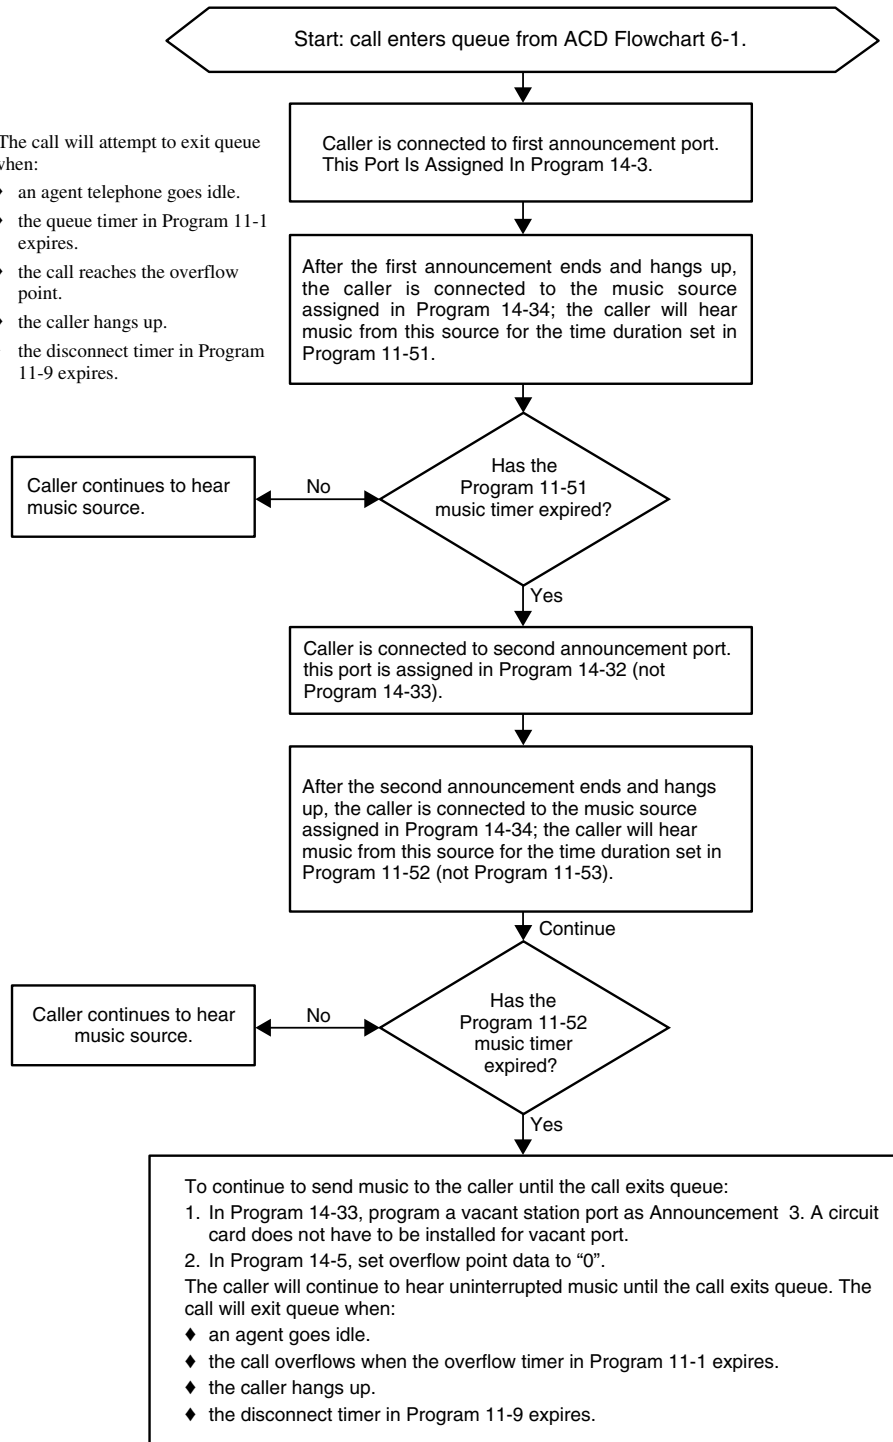 Start: call enters queue from ACD Flowchart 6-1.
Caller is connected to first announcement port.
This Port Is Assigned In Program 14-3.
The call will attempt to exit queue
when:
an agent telephone goes idle.
the queue timer in Program 11-1
expires.
the call reaches the overflow
point.
the caller hangs up.
the disconnect timer in Program
11-9 expires.
After the first announcement ends and hangs up,
the caller is connected to the music source
assigned in Program 14-34; the caller will hear
music from this source for the time duration set in
Program 11-51.
Has the
Program 11-51
music timer expired?
No
Caller continues to hear
music source.
Yes
Caller is connected to second announcement port.
this port is assigned in Program 14-32 (not
Program 14-33).
After the second announcement ends and hangs
up, the caller is connected to the music source
assigned in Program 14-34; the caller will hear
music from this source for the time duration set in
Program 11-52 (not Program 11-53).
Continue
Has the
Program 11-52
music timer
expired?
No
Caller continues to hear
music source.
Yes
To continue to send music to the caller until the call exits queue:
1. In Program 14-33, program a vacant station port as Announcement 3. A circuit
card does not have to be installed for vacant port.
2. In Program 14-5, set overflow point data to “0”.
The caller will continue to hear uninterrupted music until the call exits queue. The
call will exit queue when:
♦ an agent goes idle.
♦ the call overflows when the overflow timer in Program 11-1 expires.
♦ the caller hangs up.
♦ the disconnect timer in Program 11-9 expires.